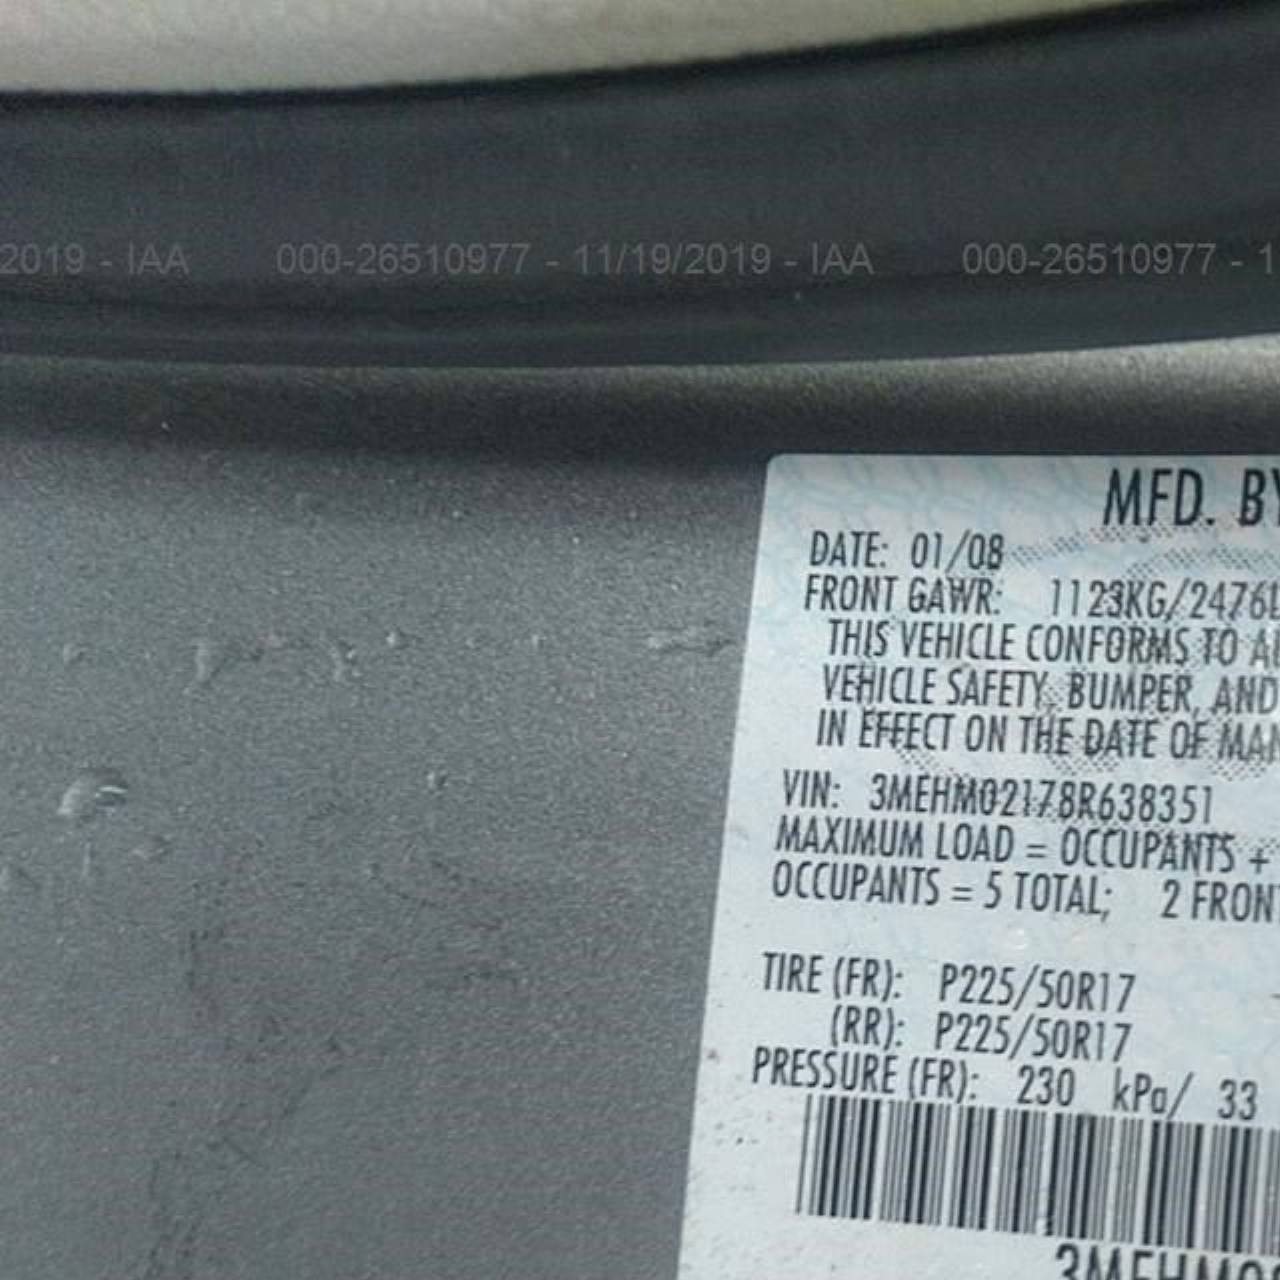 2019 - IAA 000-26510977 - 11/19/2019 - IAA 000-26510977 - 1
MFD. BY
DATE: 01/08
FRONT GAWR: 1123KG/2476L
THIS VEHICLE CONFORMS TO AL
VEHICLE SAFETY, BUMPER, AND
IN EFFECT ON THE DATE OF MAN
VIN: 3MEHM02178R638351
MAXIMUM LOAD = OCCUPANTS +
OCCUPANTS = 5 TOTAL; 2 FRONT
TIRE (FR): P225/50R17
(RR): P225/50R17
PRESSURE (FR): 230 kPa/ 33
3MEHM0